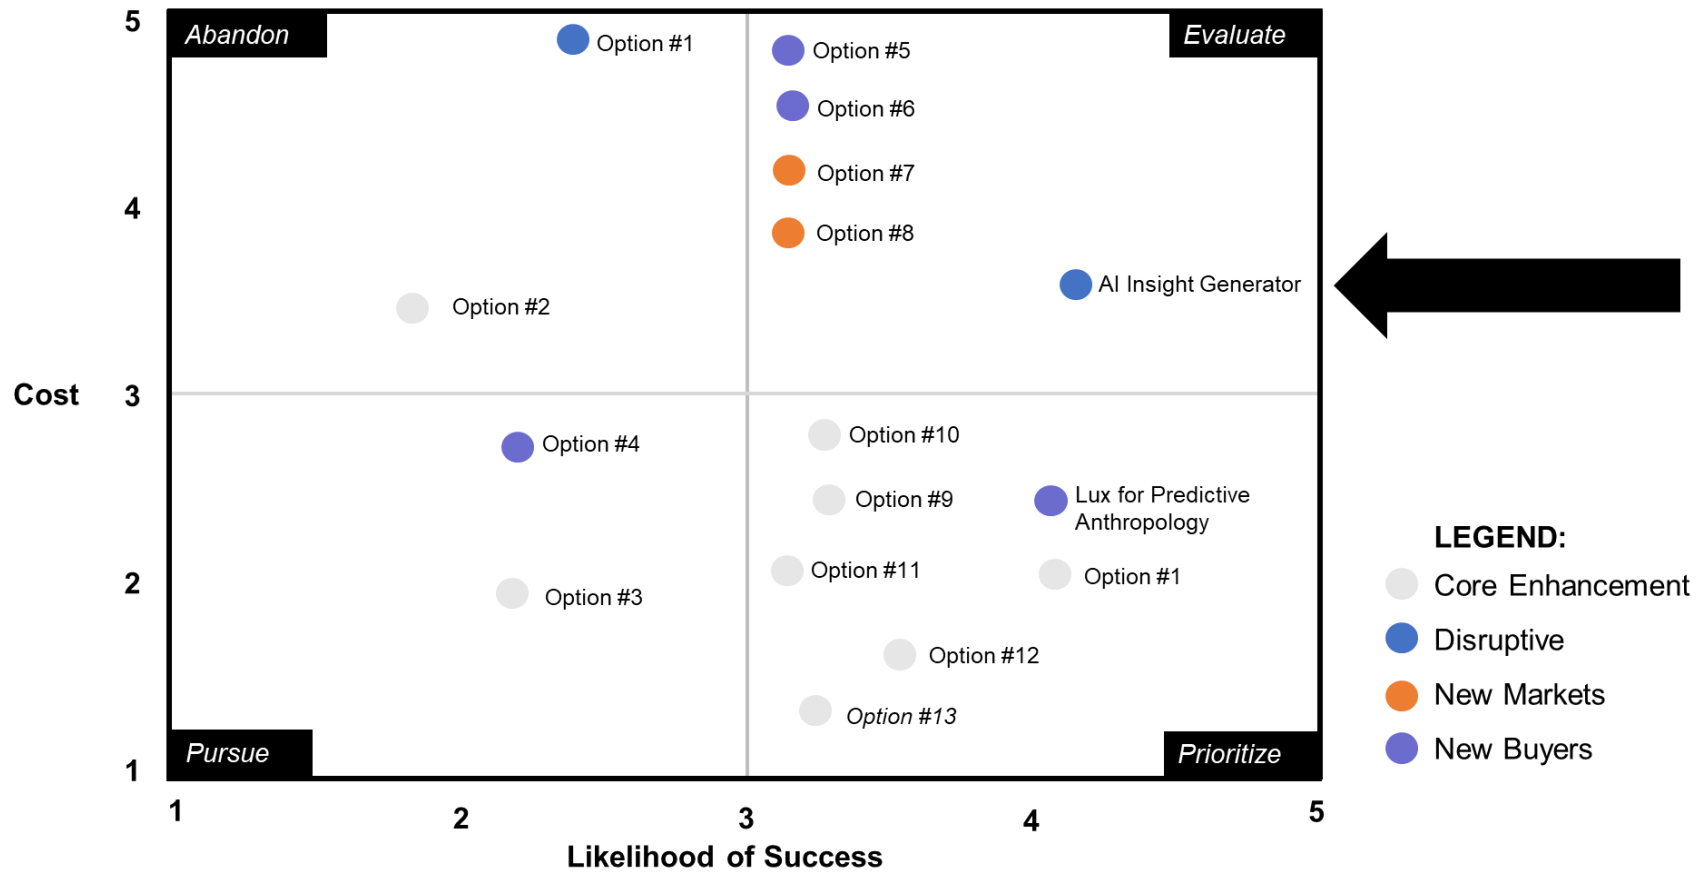 5
Abandon
Option #1
Option #5
Evaluate
Option #6
Option #7
4
Option #8
AI Insight Generator
Option #2
Cost
3
Option #4
Option #10
Option #9
Lux for Predictive
Anthropology
Option #11
Option #1
2
Option #3
Option #12
Option #13
Pursue
Prioritize
1
1
2
3
4
5
Likelihood of Success
LEGEND:
Core Enhancement
Disruptive
New Markets
New Buyers